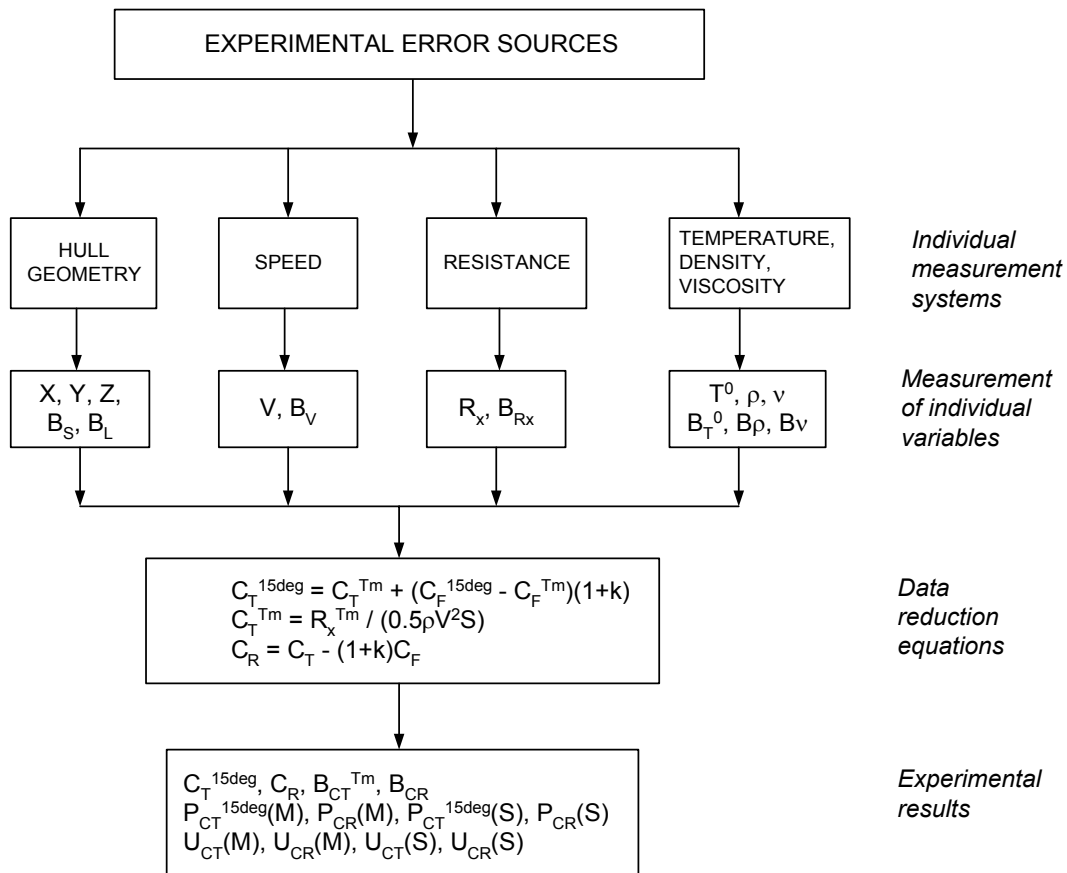 EXPERIMENTAL ERROR SOURCES
HULL
GEOMETRY
SPEED
RESISTANCE
TEMPERATURE,
DENSITY,
VISCOSITY
Individual
measurement
systems
X, Y, Z,
B_S, B_L
V, B_V
R_x, B_Rx
T^0, ρ, ν
B_T^0, Bρ, Bν
Measurement
of individual
variables
C_T^15deg = C_T^Tm + (C_F^15deg - C_F^Tm)(1+k)
C_T^Tm = R_x^Tm / (0.5ρV^2S)
C_R = C_T - (1+k)C_F
Data
reduction
equations
C_T^15deg, C_R, B_CT^Tm, B_CR
P_CT^15deg(M), P_CR(M), P_CT^15deg(S), P_CR(S)
U_CT(M), U_CR(M), U_CT(S), U_CR(S)
Experimental
results